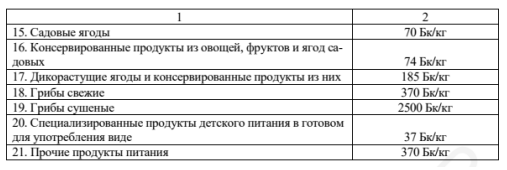 1 2
15. Садовые ягоды 70 Бк/кг
16. Консервированные продукты из овощей, фруктов и ягод са-
довых 74 Бк/кг
17. Дикорастущие ягоды и консервированные продукты из них 185 Бк/кг
18. Грибы свежие 370 Бк/кг
19. Грибы сушеные 2500 Бк/кг
20. Специализированные продукты детского питания в готовом
для употребления виде 37 Бк/кг
21. Прочие продукты питания 370 Бк/кг